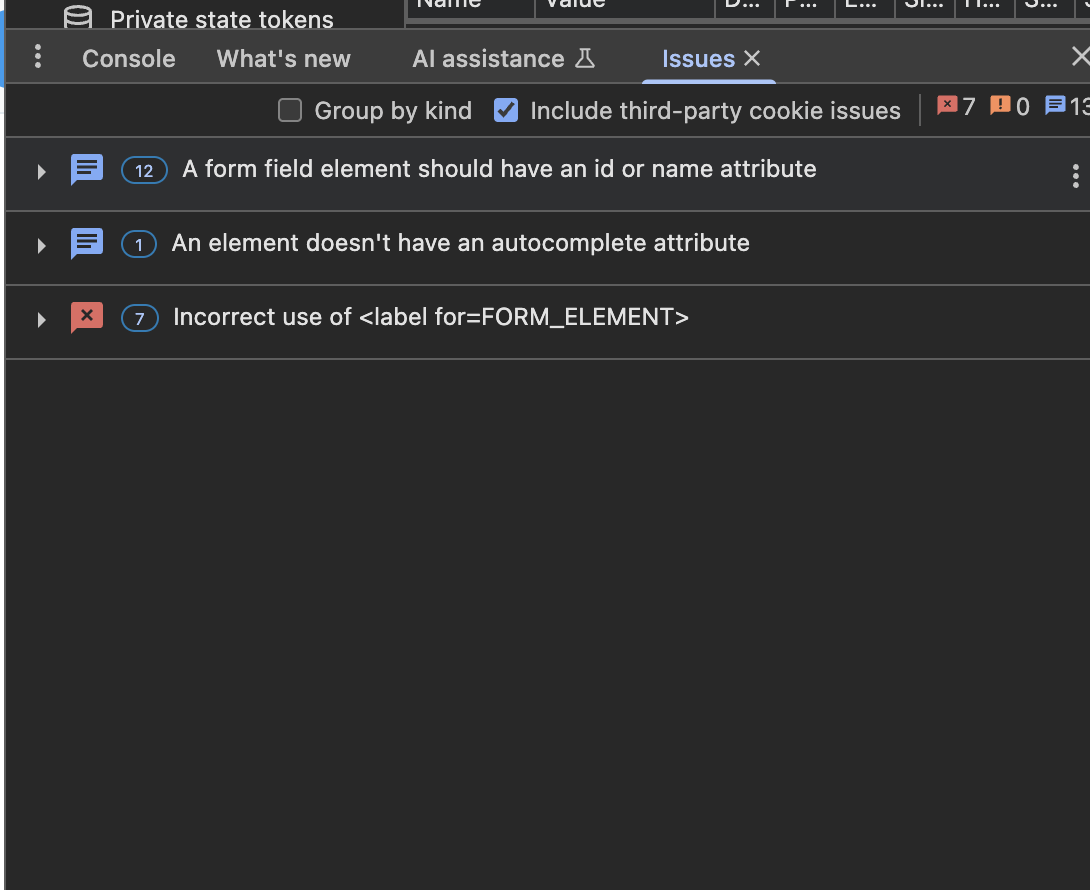 Private state tokens Name Value D... P... E... Si... H... S...
Console What's new AI assistance Issues
Group by kind Include third-party cookie issues 7 0 13
12 A form field element should have an id or name attribute
1 An element doesn't have an autocomplete attribute
7 Incorrect use of <label for=FORM_ELEMENT>